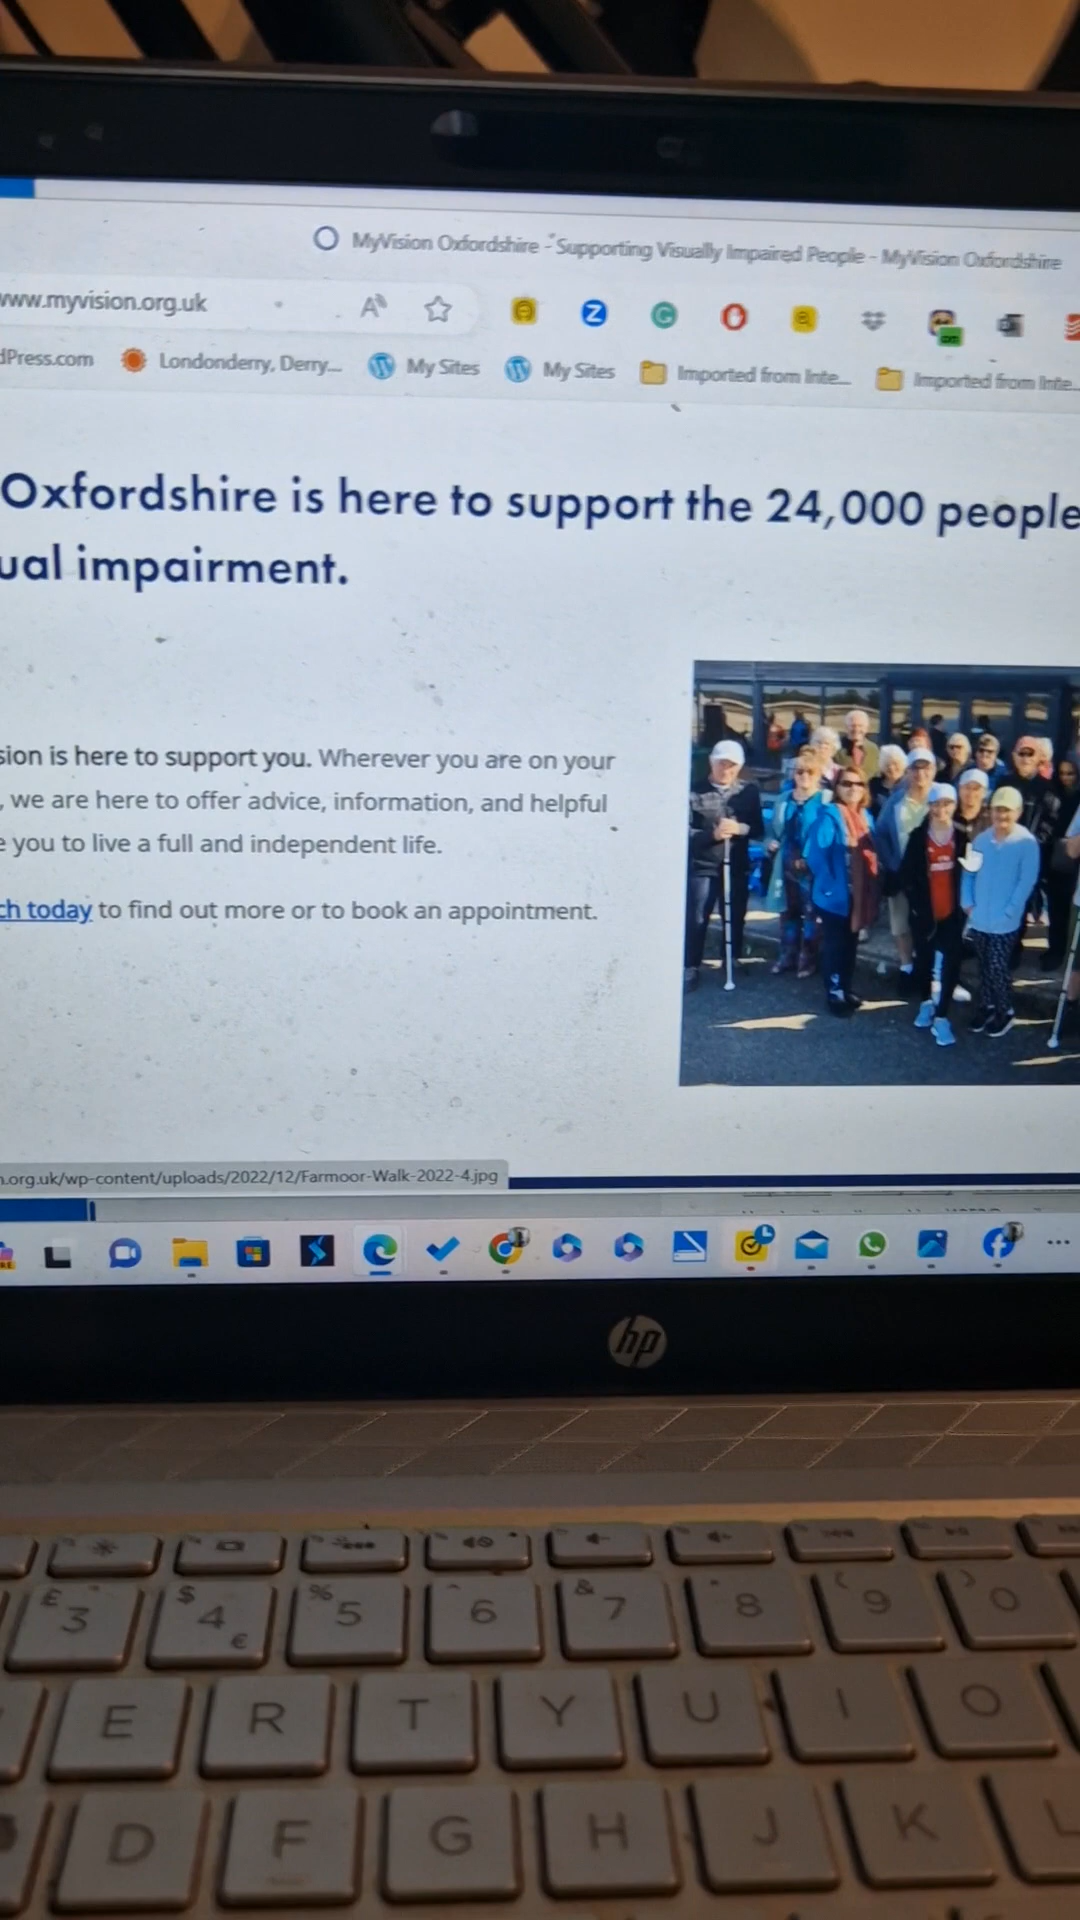 MyVision Oxfordshire - Supporting Visually Impaired People - MyVision Oxfordshire
www.myvision.org.uk
dPress.com Londonderry, Derry... My Sites My Sites Imported from Inte... Imported from Inte...
Oxfordshire is here to support the 24,000 people
ual impairment.
sion is here to support you. Wherever you are on your
, we are here to offer advice, information, and helpful
e you to live a full and independent life.
ch today to find out more or to book an appointment.
n.org.uk/wp-content/uploads/2022/12/Farmoor-Walk-2022-4.jpg
hp
£ 3 $ 4 € % 5 ^ 6 & 7 * 8 ( 9 ) 0
E R T Y U I O
D F G H J K L